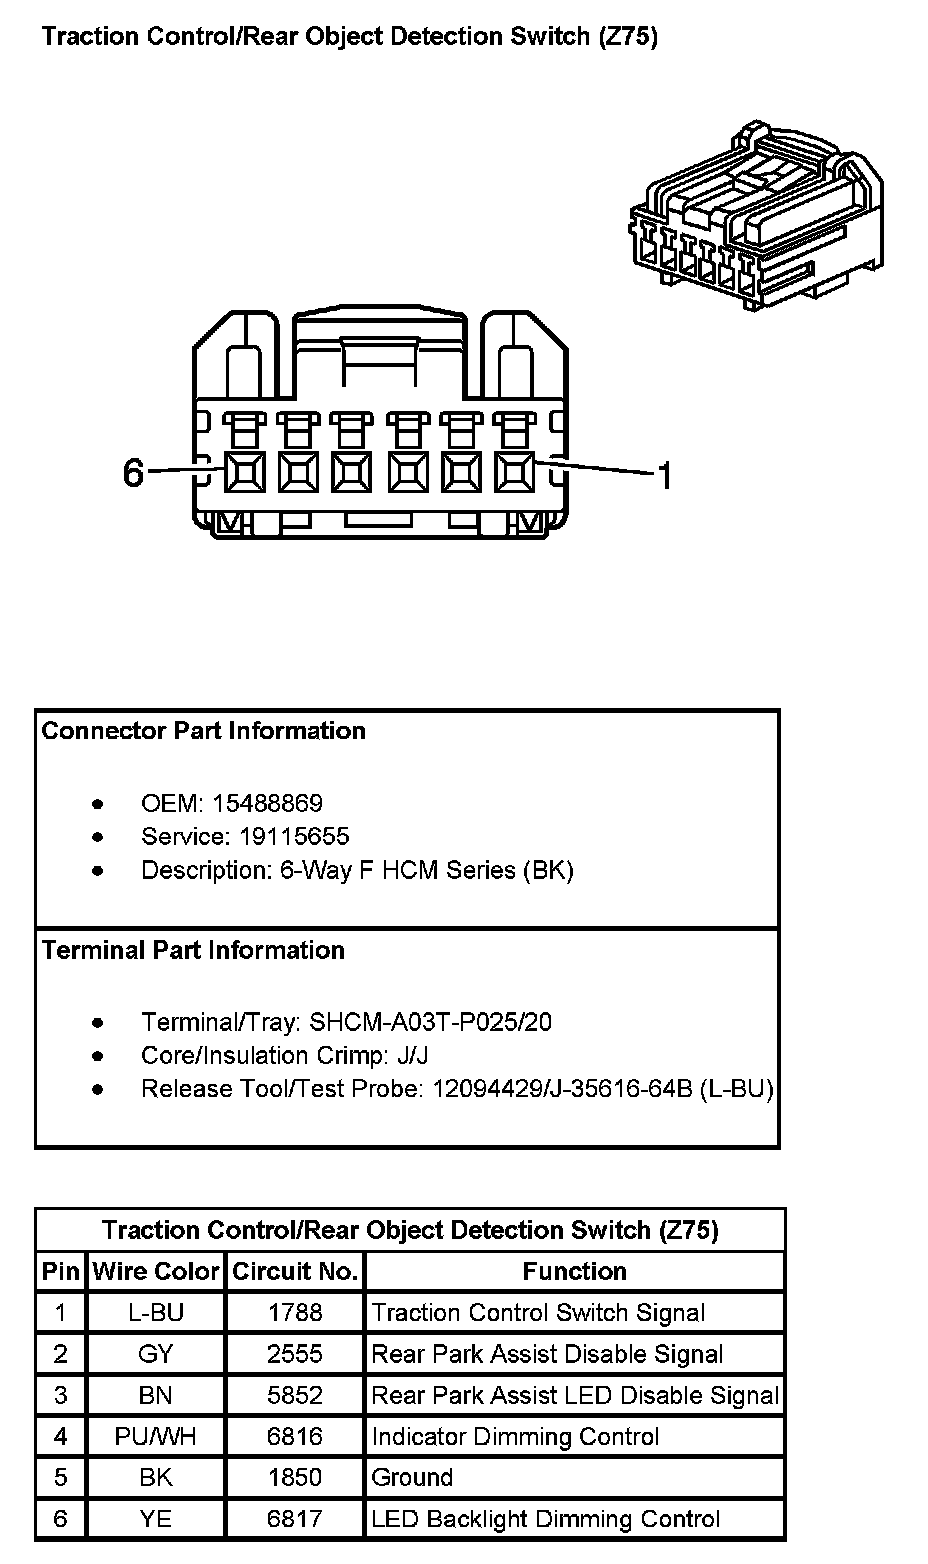 Traction Control/Rear Object Detection Switch (Z75)
6
1
Connector Part Information
• OEM: 15488869
• Service: 19115655
• Description: 6-Way F HCM Series (BK)
Terminal Part Information
• Terminal/Tray: SHCM-A03T-P025/20
• Core/Insulation Crimp: J/J
• Release Tool/Test Probe: 12094429/J-35616-64B (L-BU)
Traction Control/Rear Object Detection Switch (Z75)
Pin Wire Color Circuit No. Function
1 L-BU 1788 Traction Control Switch Signal
2 GY 2555 Rear Park Assist Disable Signal
3 BN 5852 Rear Park Assist LED Disable Signal
4 PU/WH 6816 Indicator Dimming Control
5 BK 1850 Ground
6 YE 6817 LED Backlight Dimming Control